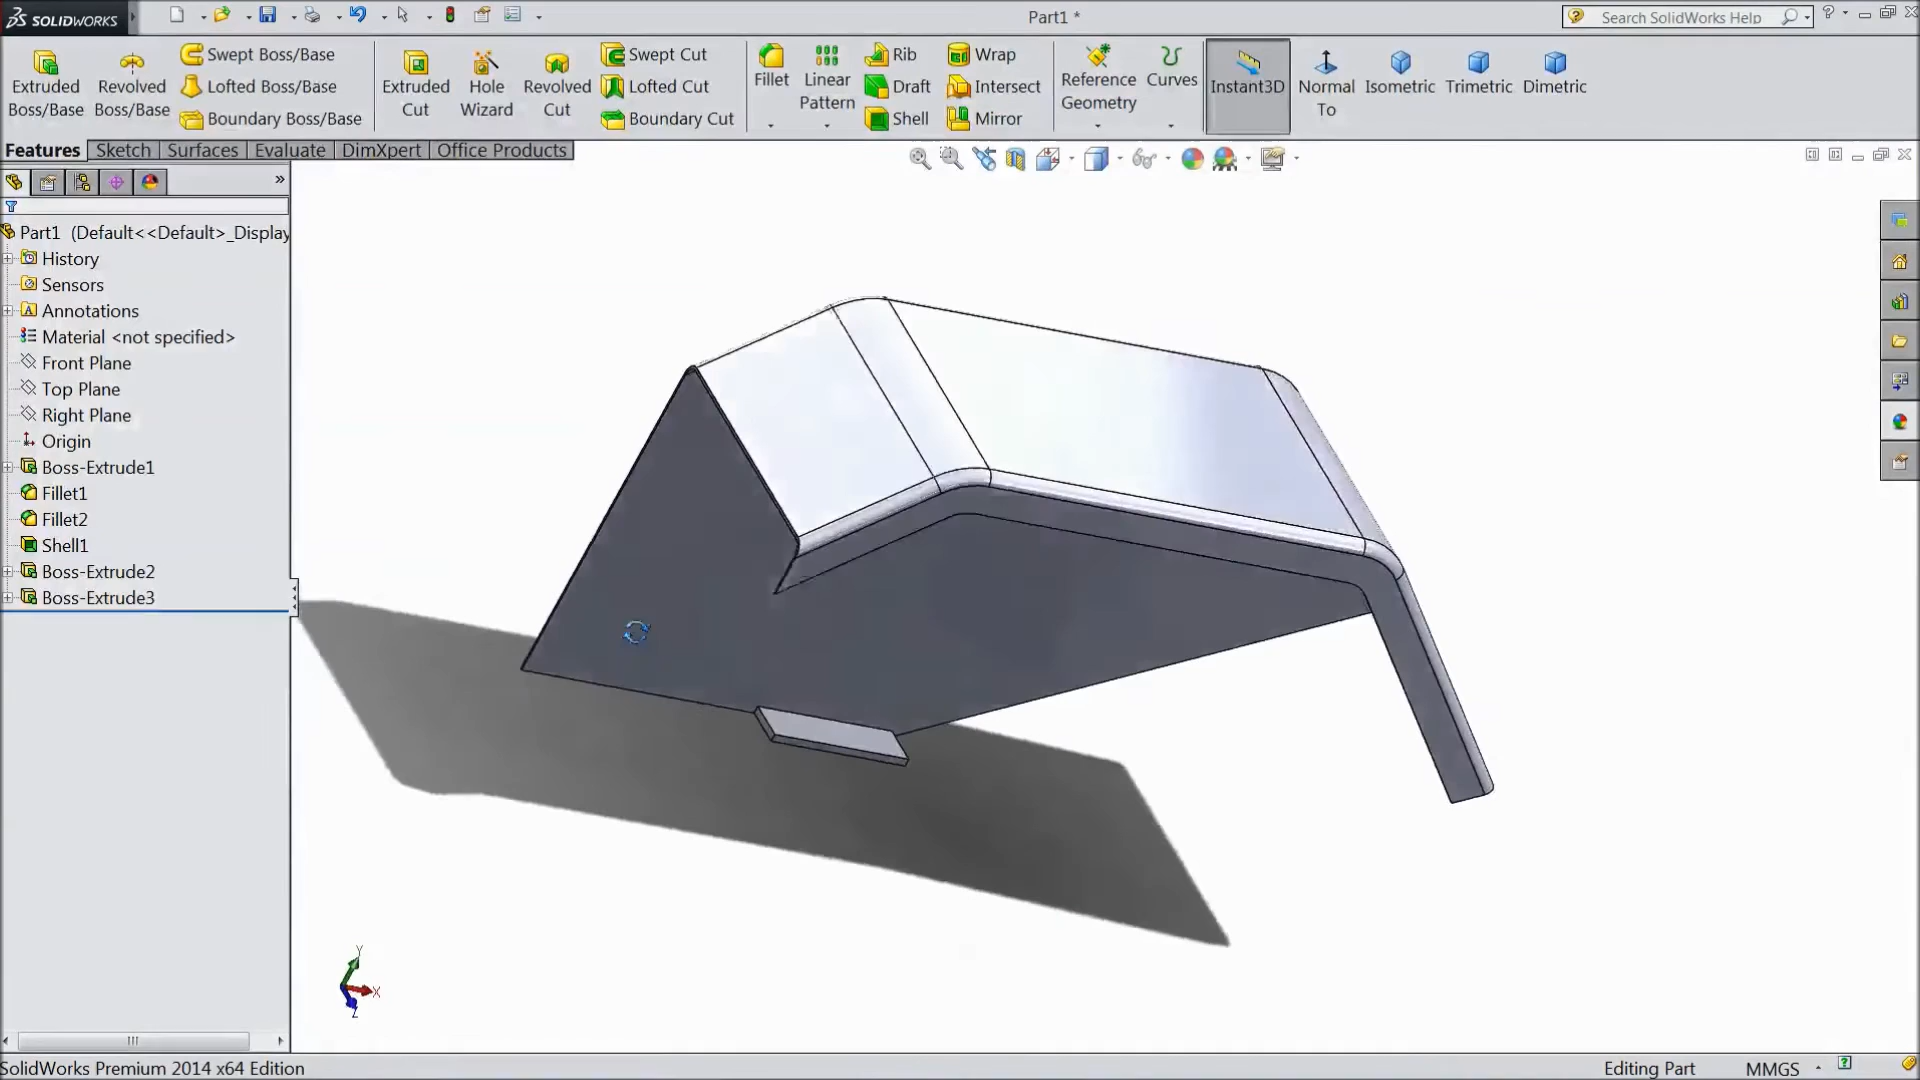 SOLIDWORKS
Part1 *
Search SolidWorks Help
Extruded Boss/Base
Revolved Boss/Base
Swept Boss/Base
Lofted Boss/Base
Boundary Boss/Base
Extruded Cut
Hole Wizard
Revolved Cut
Swept Cut
Lofted Cut
Boundary Cut
Fillet
Linear Pattern
Rib
Draft
Shell
Wrap
Intersect
Mirror
Reference Geometry
Curves
Instant3D
Normal To
Isometric
Trimetric
Dimetric
Features Sketch Surfaces Evaluate DimXpert Office Products
Part1 (Default<<Default>_Display
History
Sensors
Annotations
Material <not specified>
Front Plane
Top Plane
Right Plane
Origin
Boss-Extrude1
Fillet1
Fillet2
Shell1
Boss-Extrude2
Boss-Extrude3
Y
X
Z
SolidWorks Premium 2014 x64 Edition
Editing Part
MMGS